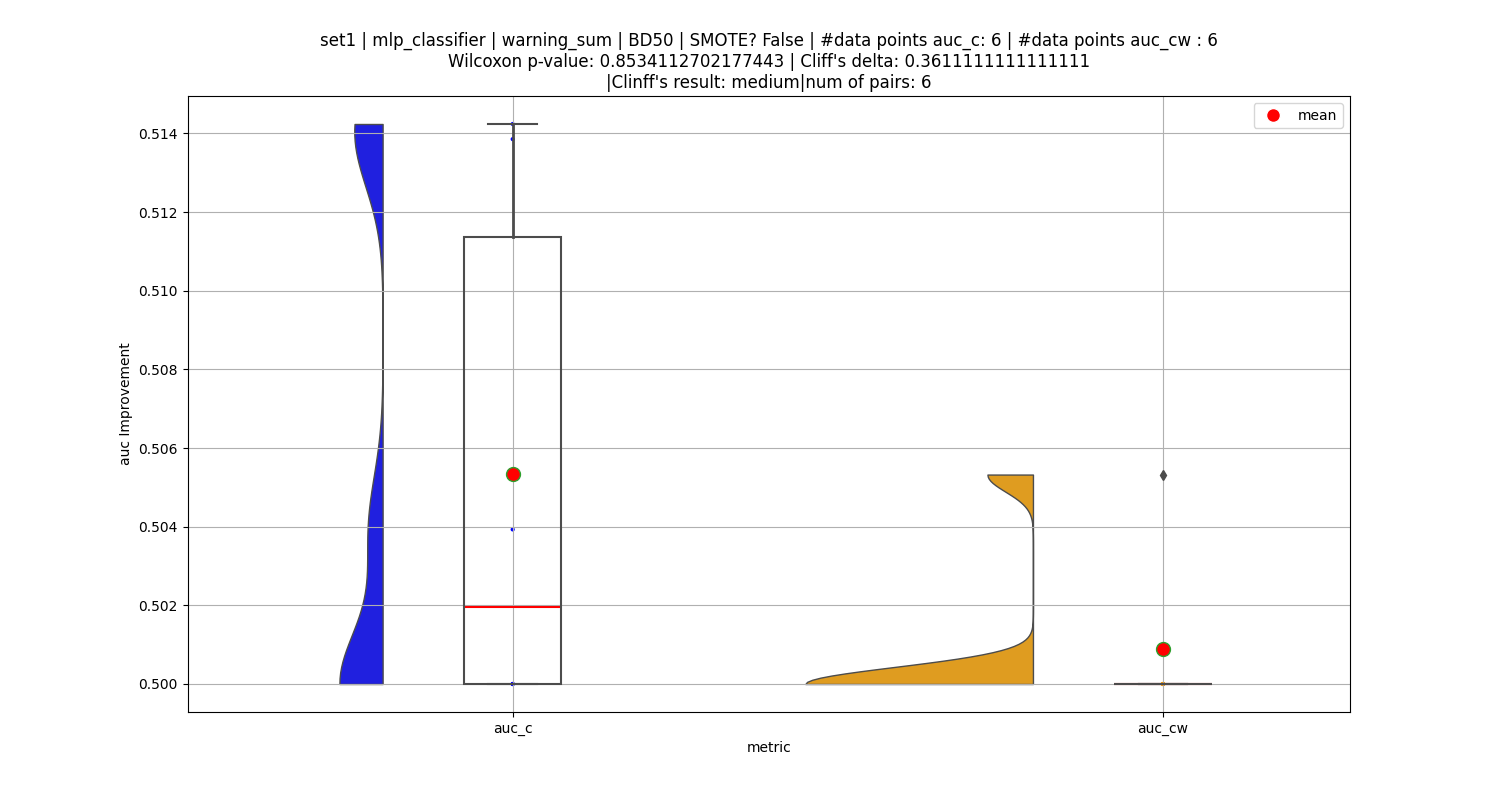 set1 | mlp_classifier | warning_sum | BD50 | SMOTE? False | #data points auc_c: 6 | #data points auc_cw : 6
Wilcoxon p-value: 0.8534112702177443 | Cliff's delta: 0.3611111111111111
|Clinff's result: medium|num of pairs: 6
mean
0.514
0.512
0.510
0.508
0.506
0.504
0.502
0.500
auc Improvement
auc_c
auc_cw
metric